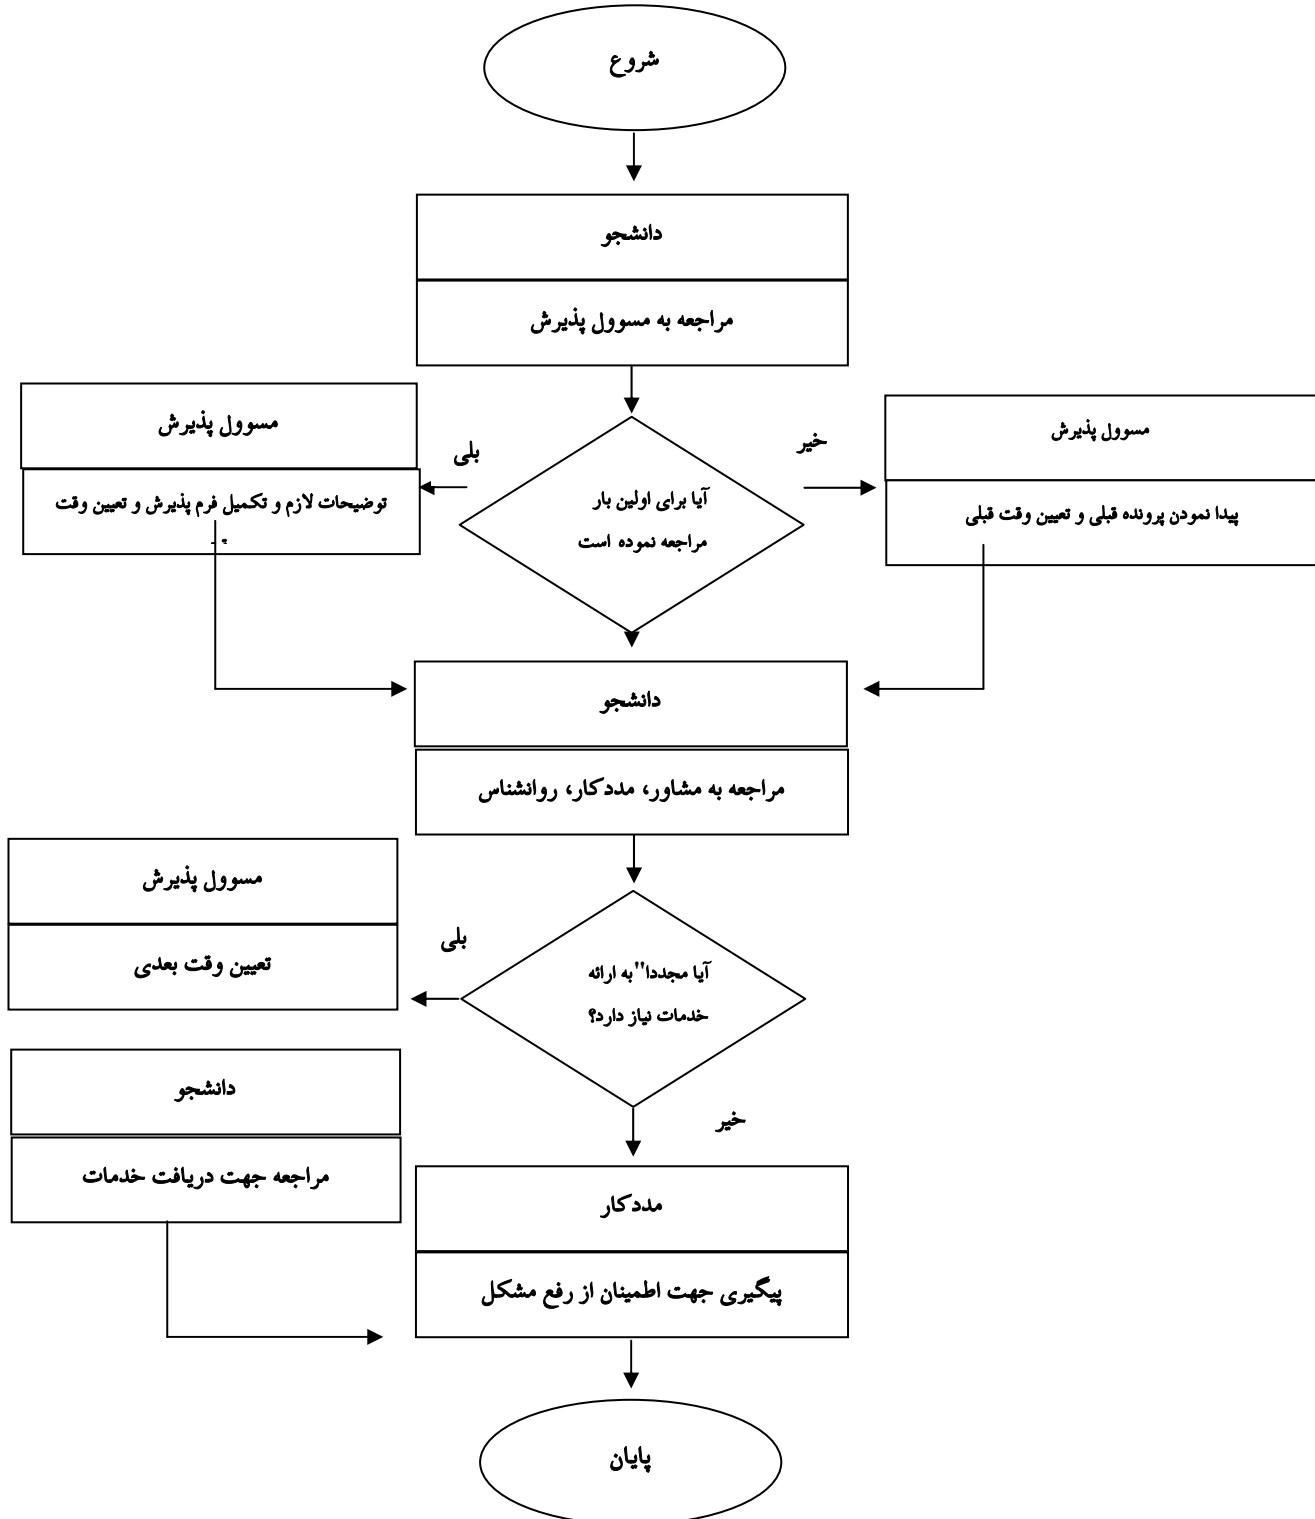 شروع
دانشجو
مراجعه به مسوول پذیرش
مسوول پذیرش
توضیحات لازم و تکمیل فرم پذیرش و تعیین وقت
بلی
آیا برای اولین بار
مراجعه نموده است
خیر
مسوول پذیرش
پیدا نمودن پرونده قبلی و تعیین وقت قبلی
دانشجو
مراجعه به مشاور، مددکار، روانشناس
مسوول پذیرش
تعیین وقت بعدی
بلی
آیا مجددا"به ارائه
خدمات نیاز دارد؟
خیر
دانشجو
مراجعه جهت دریافت خدمات
مددکار
پیگیری جهت اطمینان از رفع مشکل
پایان